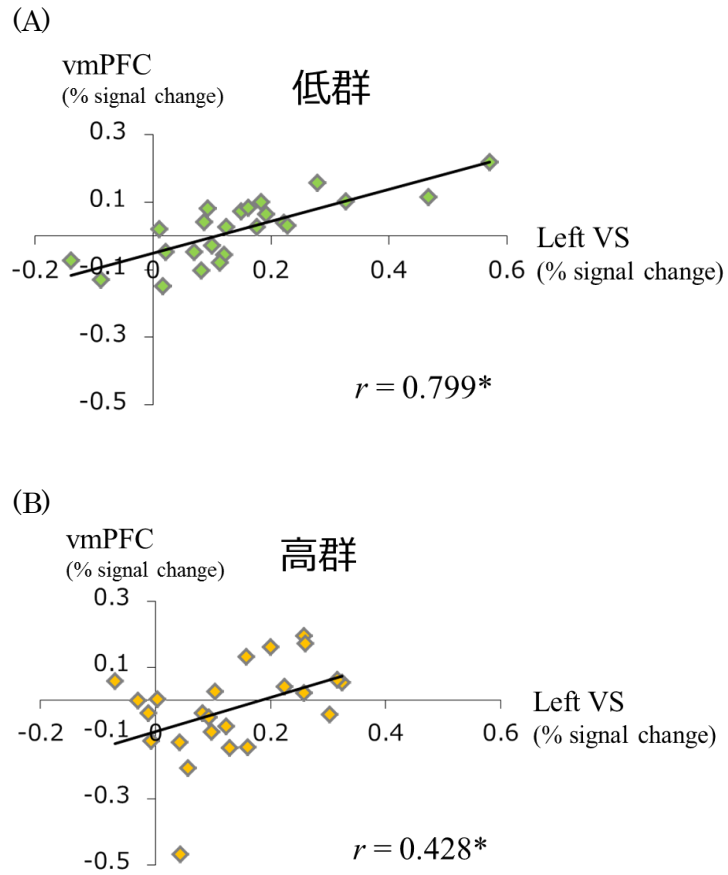 (A)
vmPFC
(% signal change)
低群
0.3
0.1
-0.1
-0.3
-0.5
-0.2 0 0.2 0.4 0.6
Left VS
(% signal change)
r = 0.799*
(B)
vmPFC
(% signal change)
高群
0.3
0.1
-0.1
-0.3
-0.5
-0.2 0 0.2 0.4 0.6
Left VS
(% signal change)
r = 0.428*